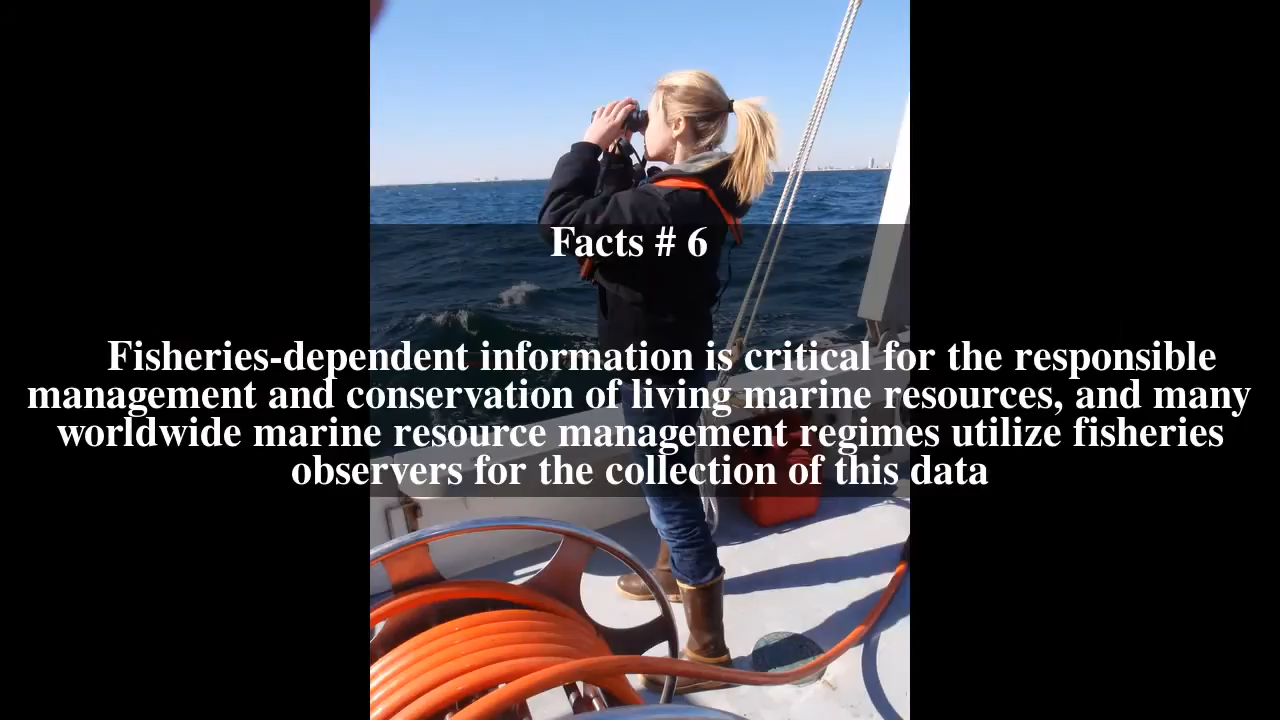 Facts # 6
Fisheries-dependent information is critical for the responsible
management and conservation of living marine resources, and many
worldwide marine resource management regimes utilize fisheries
observers for the collection of this data